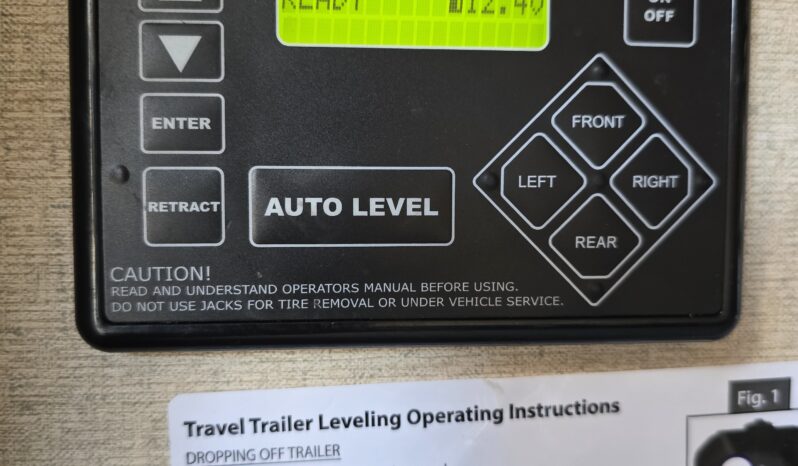 READY 12.40
ON
OFF
ENTER
FRONT
LEFT
RIGHT
RETRACT
AUTO LEVEL
REAR
CAUTION!
READ AND UNDERSTAND OPERATORS MANUAL BEFORE USING.
DO NOT USE JACKS FOR TIRE REMOVAL OR UNDER VEHICLE SERVICE.
Travel Trailer Leveling Operating Instructions
Fig. 1
DROPPING OFF TRAILER